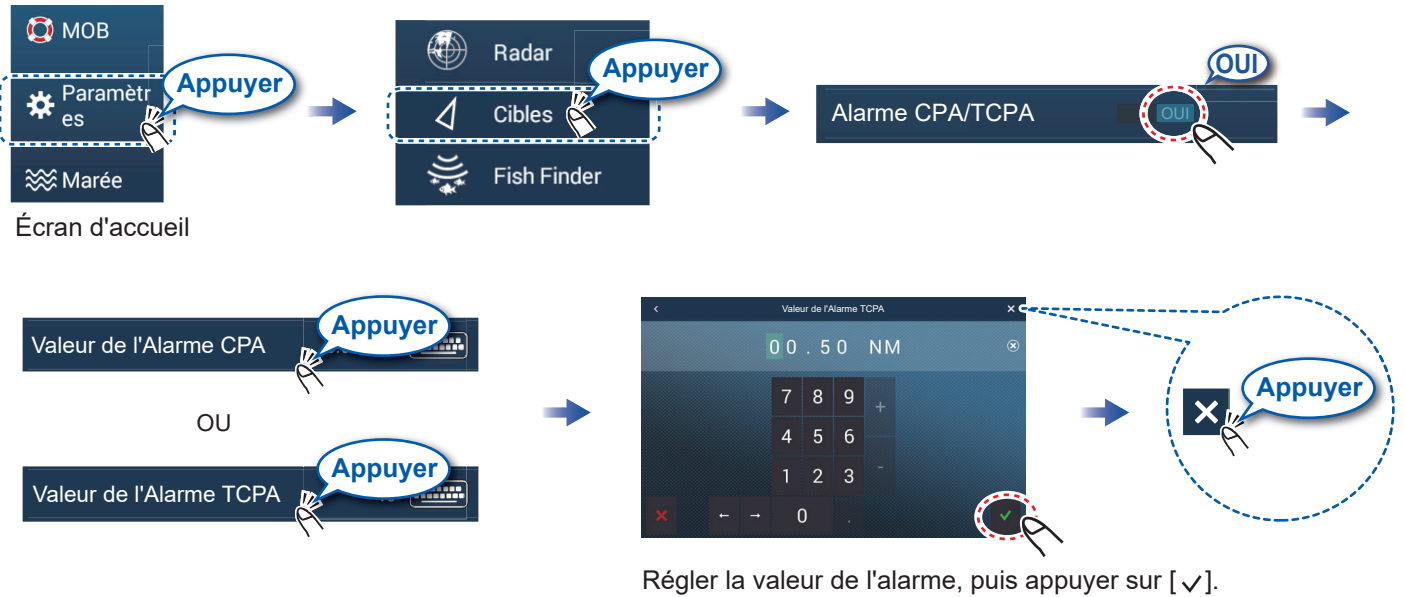 MOB
Paramètr
es
Appuyer
Marée
Écran d'accueil
Radar
Appuyer
Cibles
Fish Finder
OUI
Alarme CPA/TCPA
OUI
Appuyer
Valeur de l'Alarme CPA
OU
Appuyer
Valeur de l'Alarme TCPA
Valeur de l'Alarme TCPA
00.50 NM
7 8 9 +
4 5 6
1 2 3 -
← → 0 .
Appuyer
Régler la valeur de l'alarme, puis appuyer sur [ ✓].